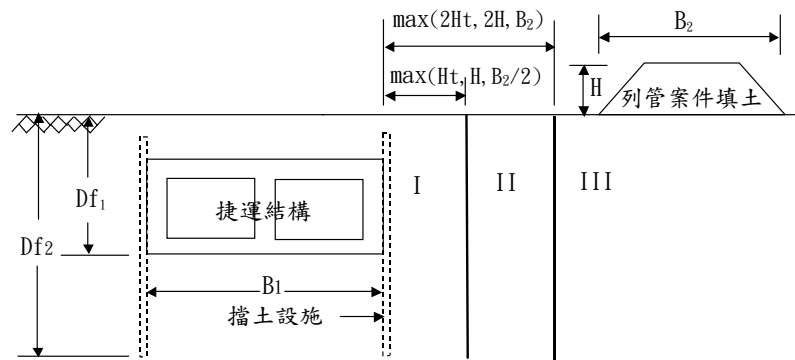 max(2Ht, 2H, B₂)
B₂
max(Ht, H, B₂/2)
H
列管案件填土
Df₁
I
II
III
捷運結構
Df2
B1
擋土設施